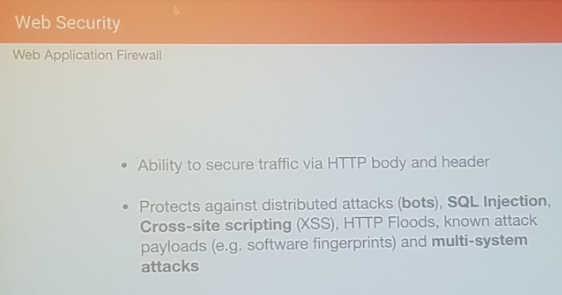 Web Security
Web Application Firewall
• Ability to secure traffic via HTTP body and header
• Protects against distributed attacks (bots), SQL Injection,
Cross-site scripting (XSS), HTTP Floods, known attack
payloads (e.g. software fingerprints) and multi-system
attacks